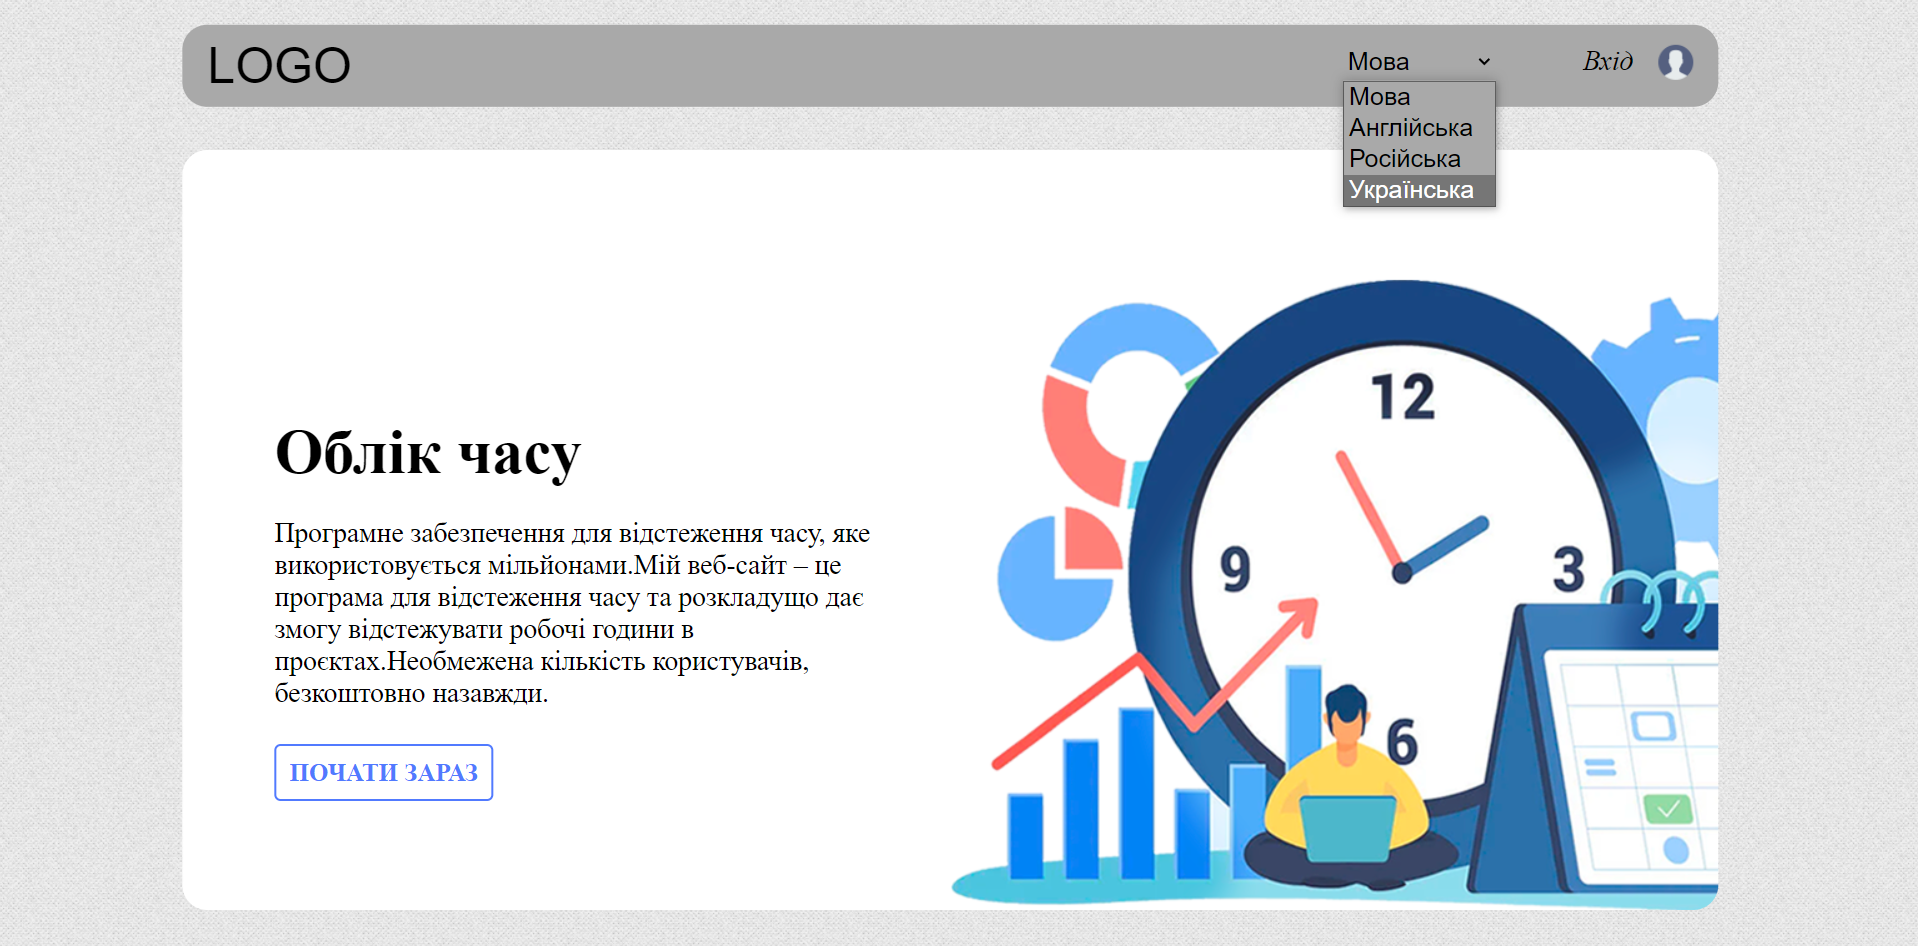 LOGO
Мова
Вхід
Мова
Англійська
Російська
Українська
Облік часу
Програмне забезпечення для відстеження часу, яке
використовується мільйонами.Мій веб-сайт – це
програма для відстеження часу та розкладущо дає
змогу відстежувати робочі години в
проєктах.Необмежена кількість користувачів,
безкоштовно назавжди.
ПОЧАТИ ЗАРАЗ
12
9
3
6